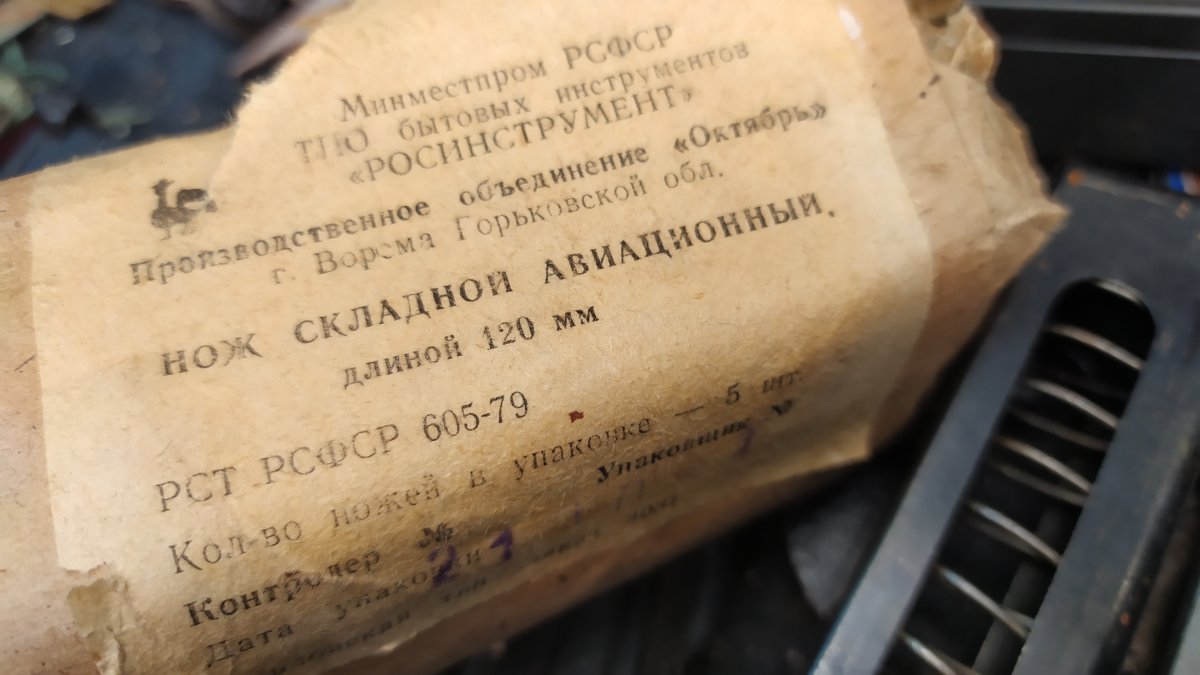 Минместпром РСФСР
ТПО бытовых инструментов
«РОСИНСТРУМЕНТ»
Производственное объединение «Октябрь»
г. Ворсма Горьковской обл.
НОЖ СКЛАДНОЙ АВИАЦИОННЫЙ.
длиной 120 мм
РСТ РСФСР 605-79
Кол-во ножей в упаковке — 5 шт.
Упаковщик №
Контролер № 21
Дата упаковки